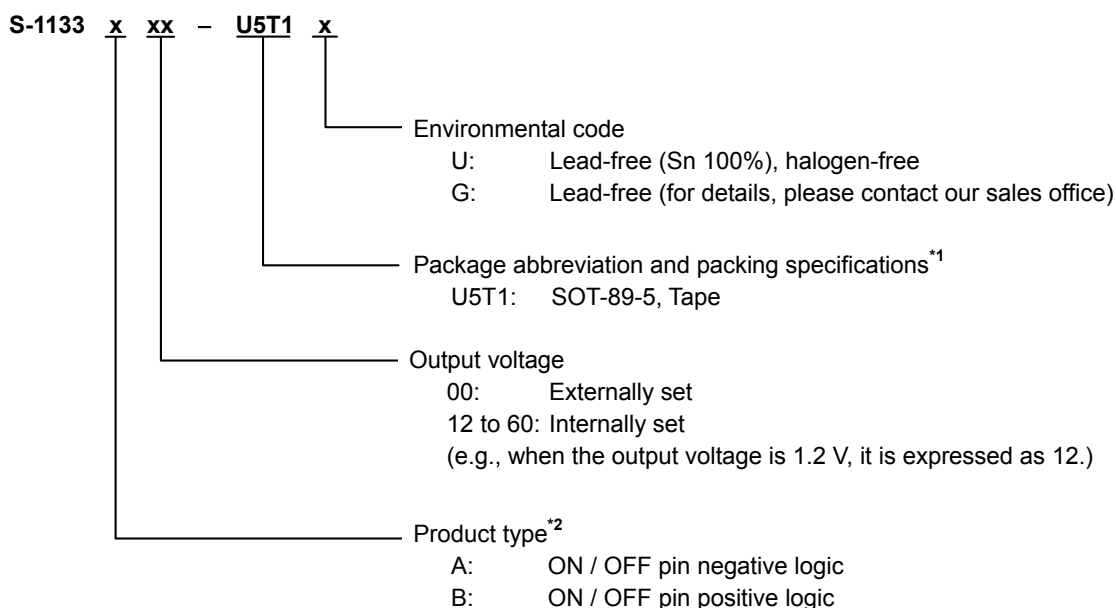 S-1133 x xx – U5T1 x
Environmental code
U: Lead-free (Sn 100%), halogen-free
G: Lead-free (for details, please contact our sales office)
Package abbreviation and packing specifications*1
U5T1: SOT-89-5, Tape
Output voltage
00: Externally set
12 to 60: Internally set
(e.g., when the output voltage is 1.2 V, it is expressed as 12.)
Product type*2
A: ON / OFF pin negative logic
B: ON / OFF pin positive logic